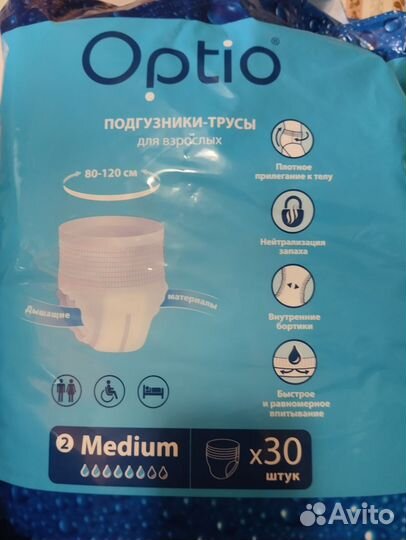 Optio®
ПОДГУЗНИКИ-ТРУСЫ
для взрослых
80-120 см
Плотное
прилегание к телу
Нейтрализация
запаха
Дышащие
материалы
Внутренние
бортики
Быстрое
и равномерное
впитывание
2 Medium
x30
штук
Avito